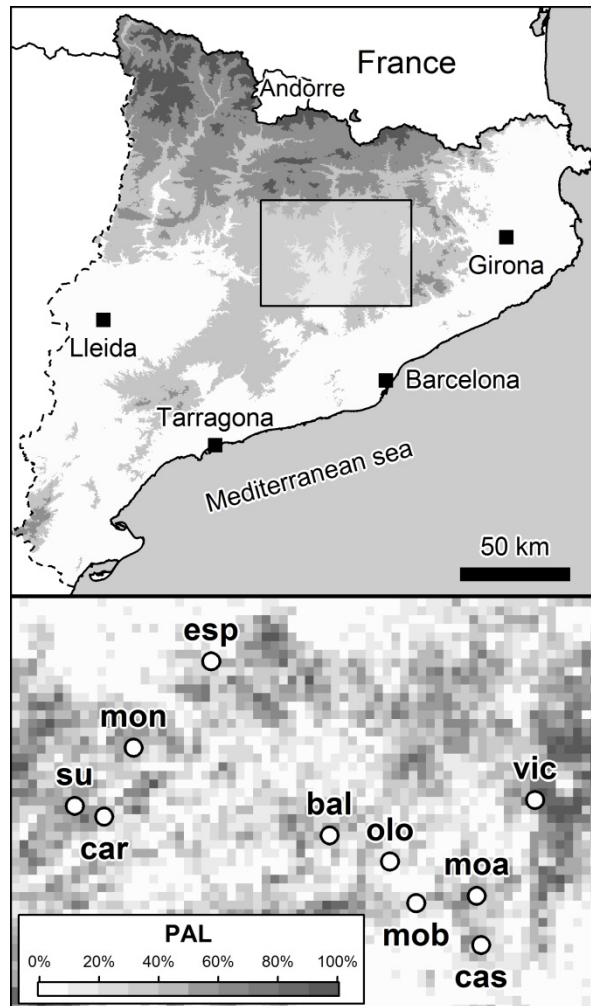 France
Andorre
Girona
Lleida
Barcelona
Tarragona
Mediterranean sea
50 km
esp
mon
su
vic
bal
car
olo
moa
mob
cas
PAL
0% 20% 40% 60% 80% 100%